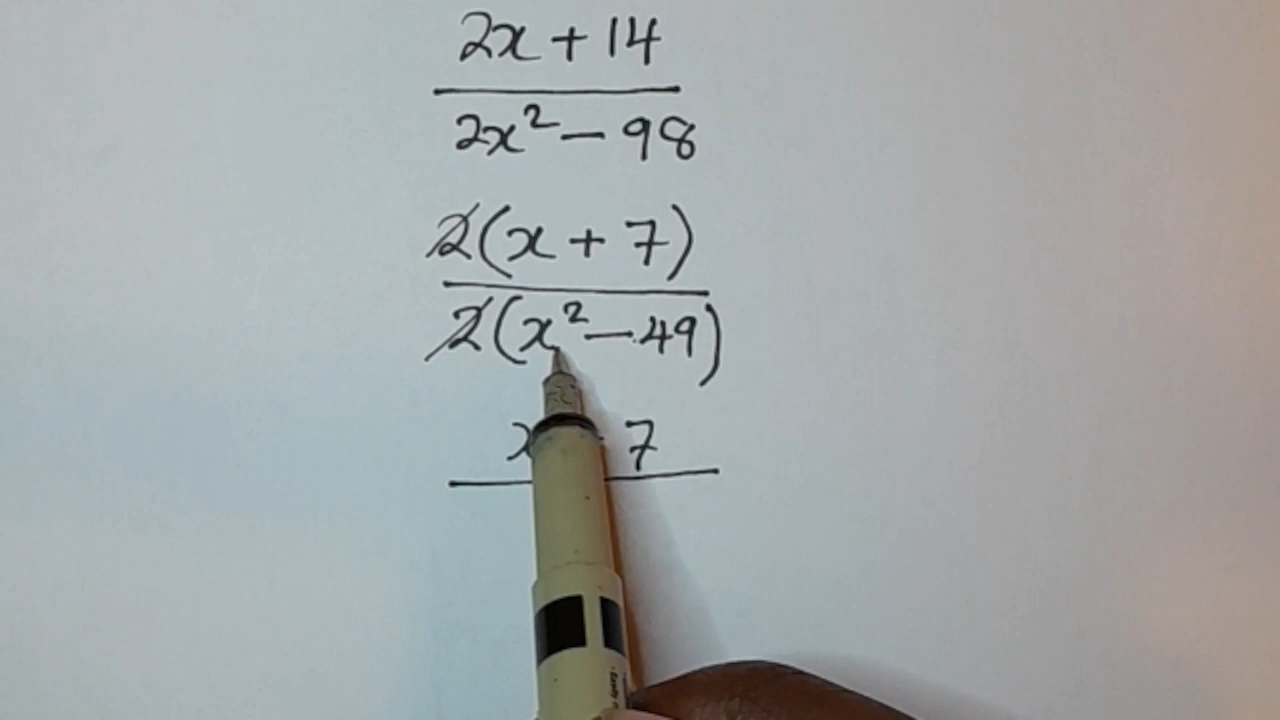 2x + 14
2x² - 98
2(x + 7)
2(x² - 49)
x 7